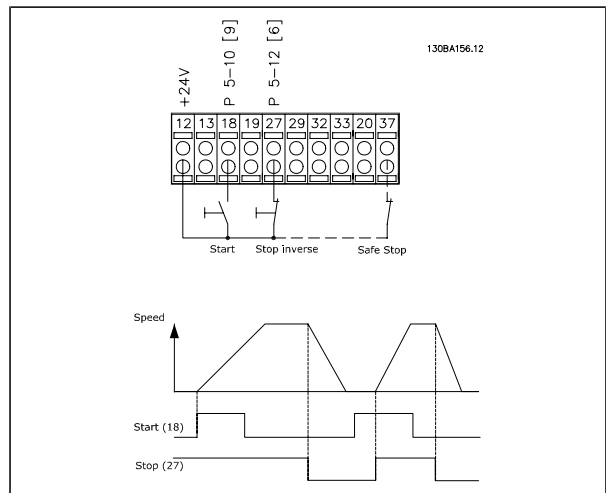 130BA156.12
+24V
P 5-10 [9]
P 5-12 [6]
12 13 18 19 27 29 32 33 20 37
Start Stop inverse Safe Stop
Speed
Start (18)
Stop (27)